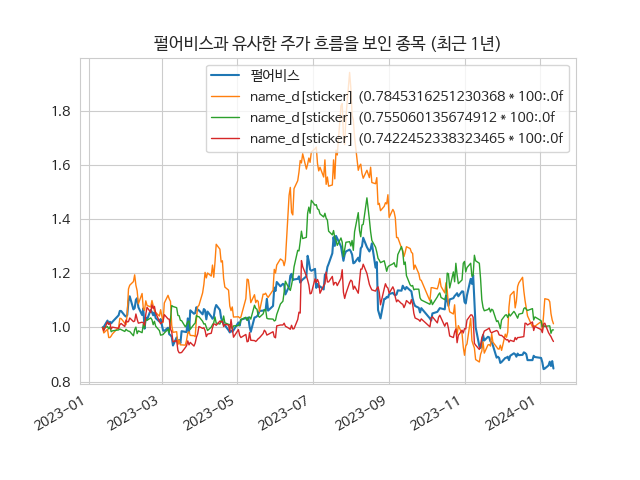 펄어비스과 유사한 주가 흐름을 보인 종목 (최근 1년)
펄어비스
name_d[sticker] (0.7845316251230368 * 100:.0f
name_d[sticker] (0.755060135674912 * 100:.0f
name_d[sticker] (0.7422452338323465 * 100:.0f
1.8
1.6
1.4
1.2
1.0
0.8
2023-01
2023-03
2023-05
2023-07
2023-09
2023-11
2024-01